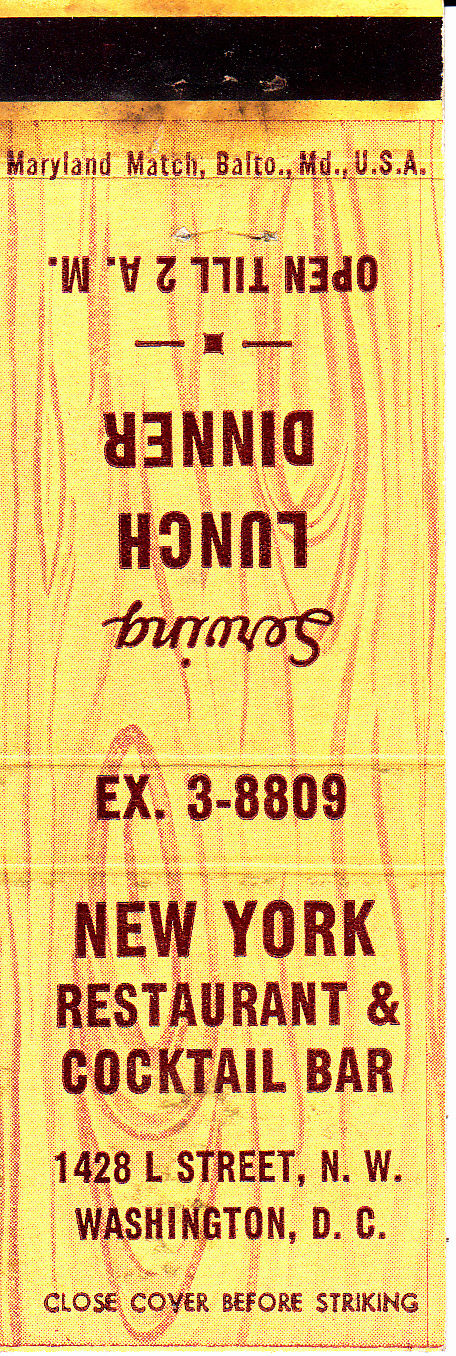 Maryland Match, Balto., Md., U.S.A.
Serving
LUNCH
DINNER
OPEN TILL 2 A. M.
EX. 3-8809
NEW YORK
RESTAURANT &
COCKTAIL BAR
1428 L STREET, N. W.
WASHINGTON, D. C.
CLOSE COVER BEFORE STRIKING